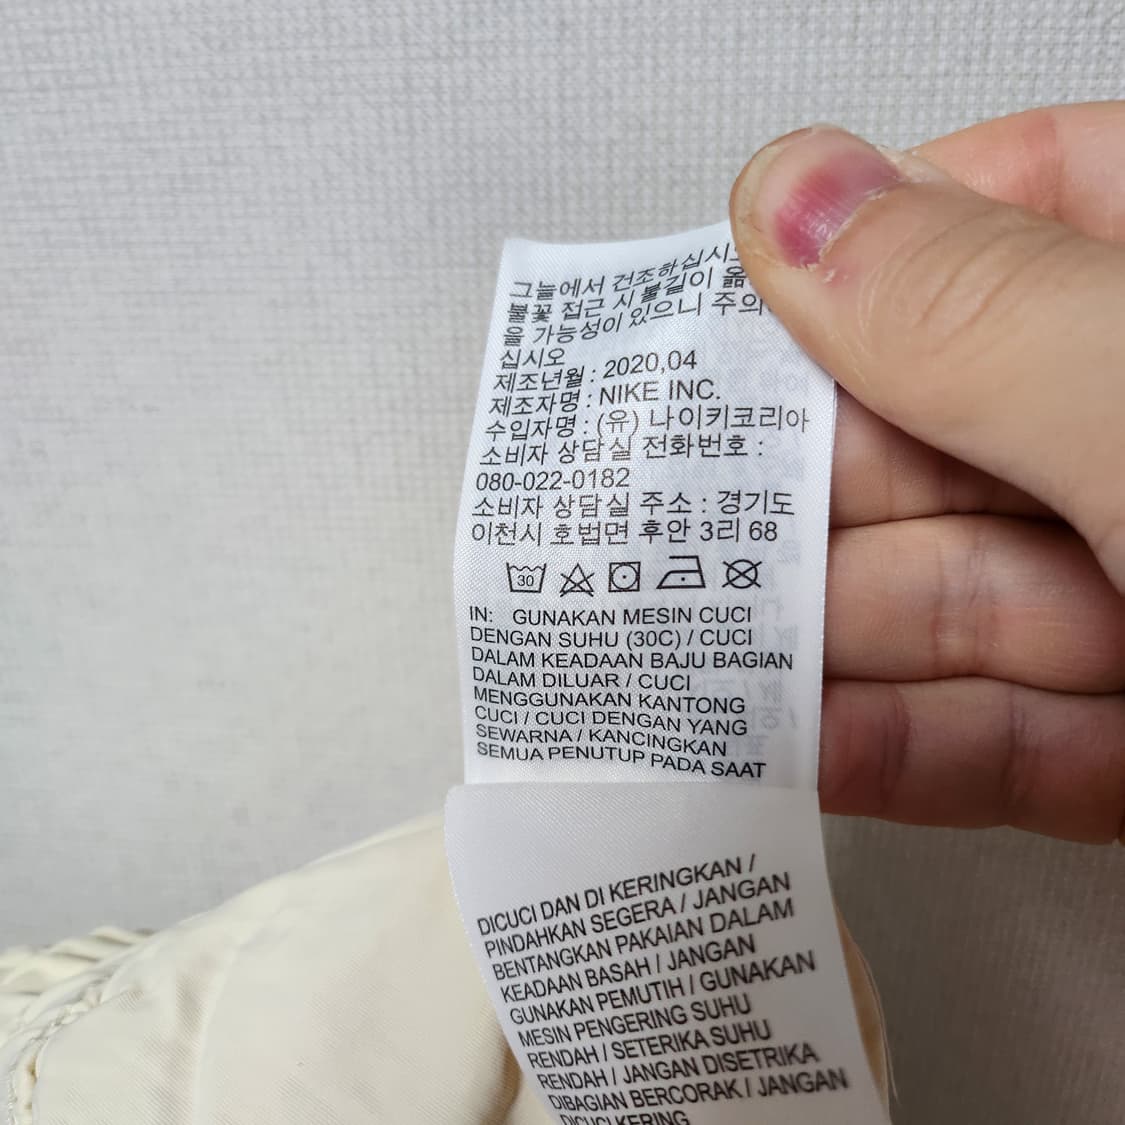 그늘에서 건조하십시오
불꽃 접근 시 불길이 옮
을 가능성이 있으니 주의
십시오
제조년월 : 2020,04
제조자명 : NIKE INC.
수입자명 : (유) 나이키코리아
소비자 상담실 전화번호 :
080-022-0182
소비자 상담실 주소 : 경기도
이천시 호법면 후안 3리 68
30
IN: GUNAKAN MESIN CUCI
DENGAN SUHU (30C) / CUCI
DALAM KEADAAN BAJU BAGIAN
DALAM DILUAR / CUCI
MENGGUNAKAN KANTONG
CUCI / CUCI DENGAN YANG
SEWARNA / KANCINGKAN
SEMUA PENUTUP PADA SAAT
DICUCI DAN DI KERINGKAN /
PINDAHKAN SEGERA / JANGAN
BENTANGKAN PAKAIAN DALAM
KEADAAN BASAH / JANGAN
GUNAKAN PEMUTIH / GUNAKAN
MESIN PENGERING SUHU
RENDAH / SETERIKA SUHU
RENDAH / JANGAN DISETRIKA
DIBAGIAN BERCORAK / JANGAN
DICUCI KERING